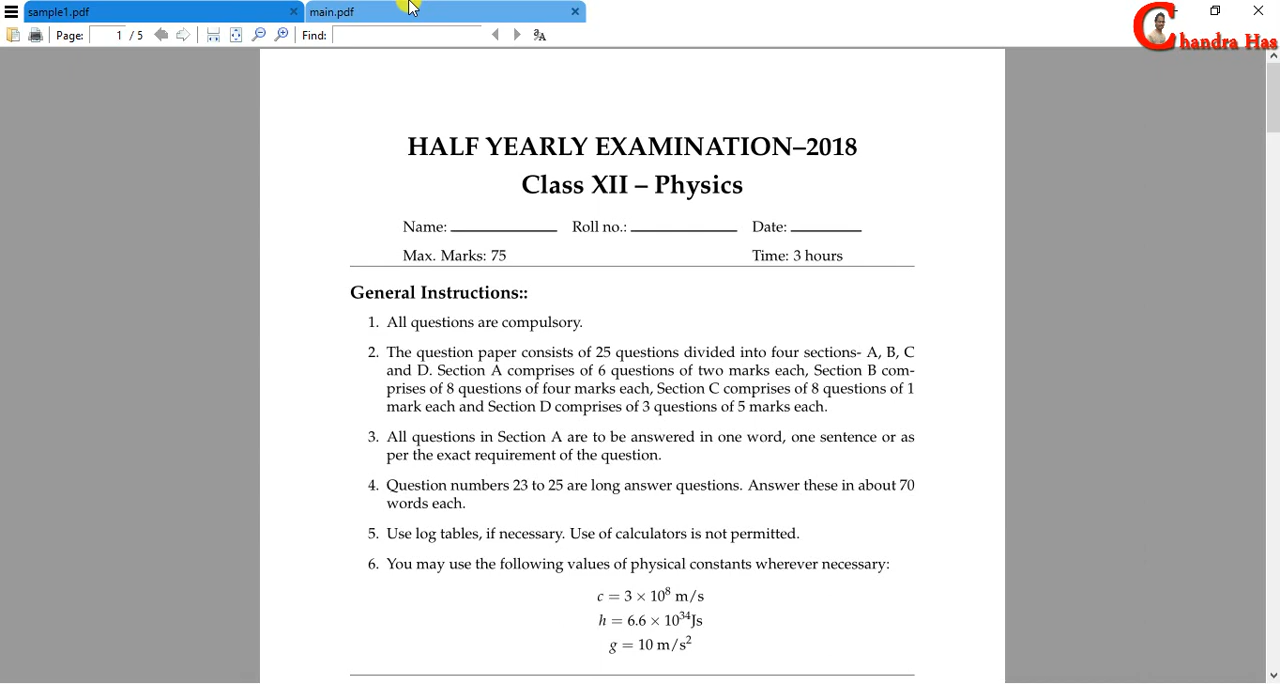 sample1.pdf main.pdf
Page: 1 / 5 Find:
Chandra Has
HALF YEARLY EXAMINATION–2018
Class XII – Physics
Name: Roll no.: Date:
Max. Marks: 75 Time: 3 hours
General Instructions::
1. All questions are compulsory.
2. The question paper consists of 25 questions divided into four sections- A, B, C
and D. Section A comprises of 6 questions of two marks each, Section B com-
prises of 8 questions of four marks each, Section C comprises of 8 questions of 1
mark each and Section D comprises of 3 questions of 5 marks each.
3. All questions in Section A are to be answered in one word, one sentence or as
per the exact requirement of the question.
4. Question numbers 23 to 25 are long answer questions. Answer these in about 70
words each.
5. Use log tables, if necessary. Use of calculators is not permitted.
6. You may use the following values of physical constants wherever necessary:
c = 3 × 10⁸ m/s
h = 6.6 × 10³⁴Js
g = 10 m/s²